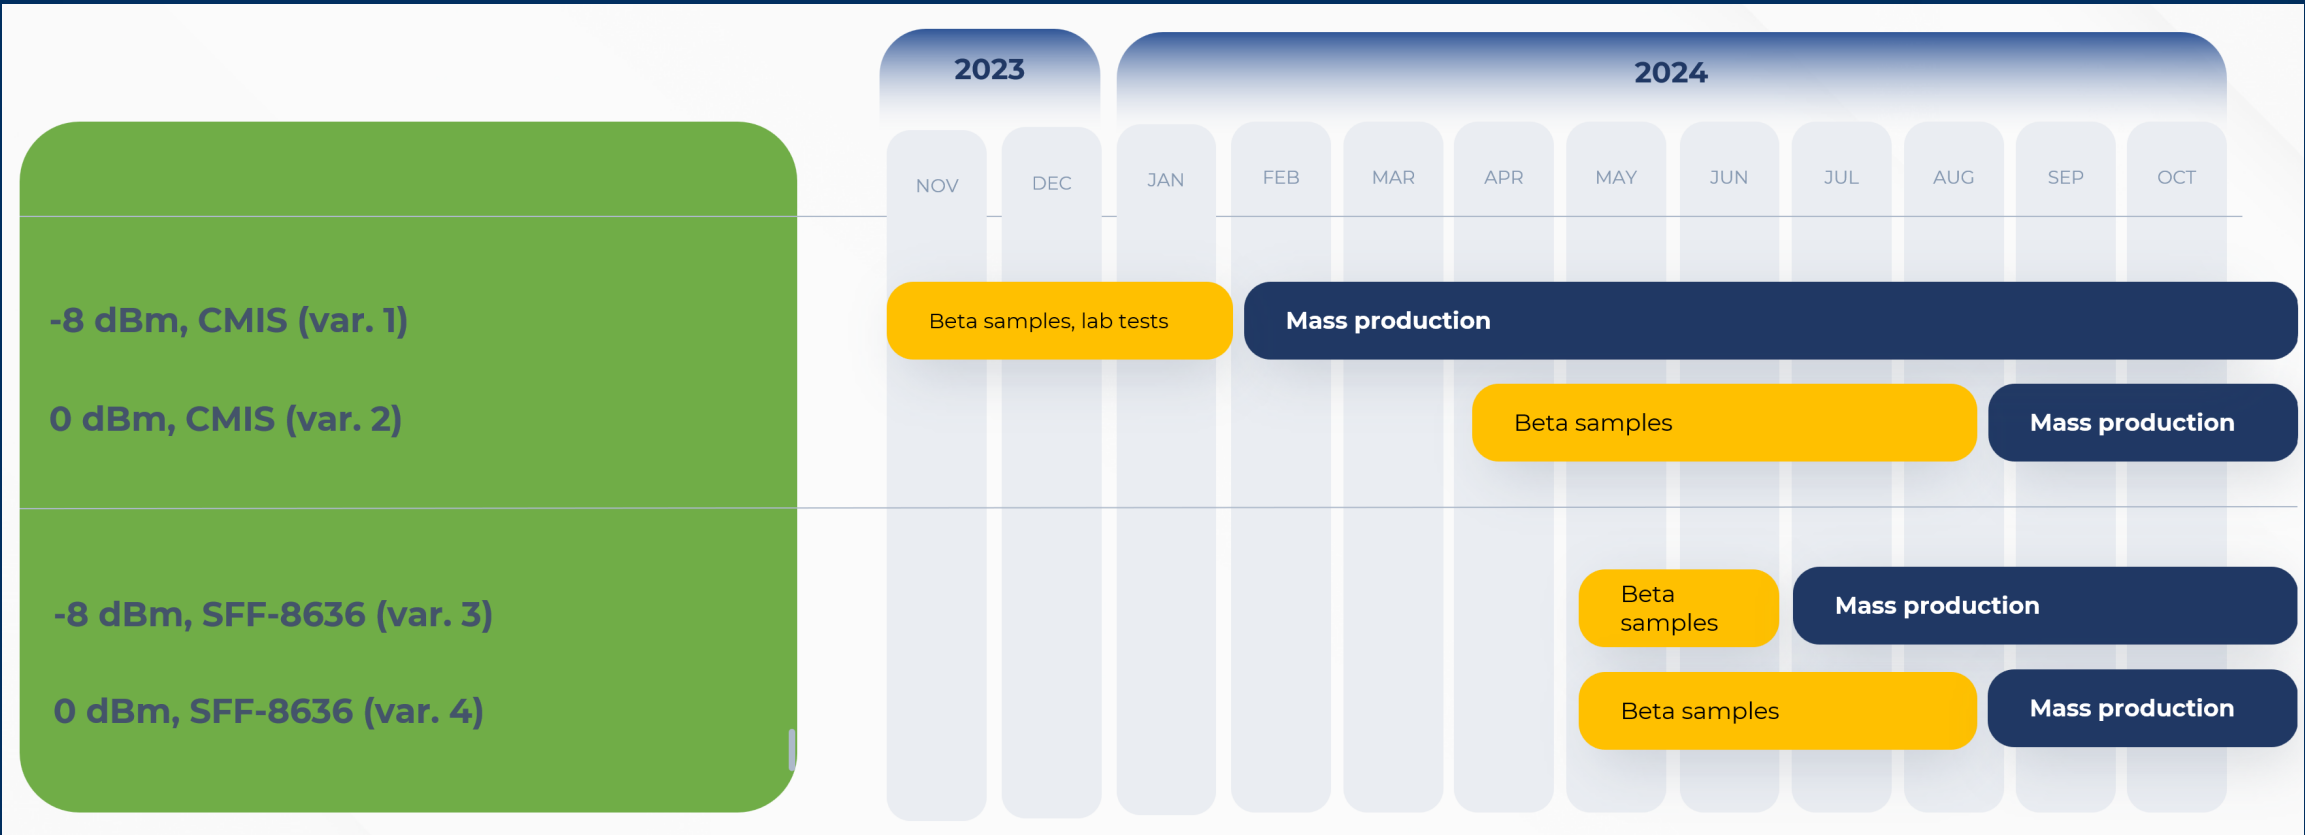 2023
2024
NOV DEC JAN FEB MAR APR MAY JUN JUL AUG SEP OCT
-8 dBm, CMIS (var. 1)
Beta samples, lab tests
Mass production
0 dBm, CMIS (var. 2)
Beta samples
Mass production
-8 dBm, SFF-8636 (var. 3)
Beta
samples
Mass production
0 dBm, SFF-8636 (var. 4)
Beta samples
Mass production